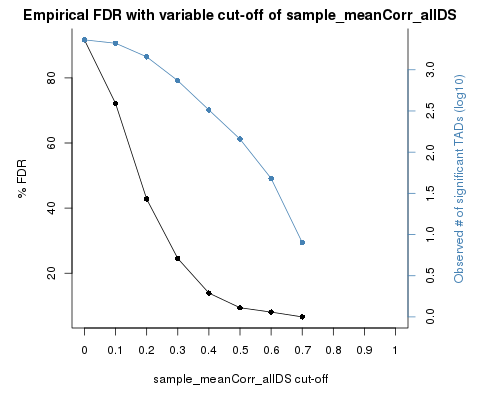 Empirical FDR with variable cut-off of sample_meanCorr_allDS
% FDR
80
60
40
20
3.0
2.5
2.0
1.5
1.0
0.5
0.0
Observed # of significant TADs (log10)
0 0.1 0.2 0.3 0.4 0.5 0.6 0.7 0.8 0.9 1
sample_meanCorr_allDS cut-off